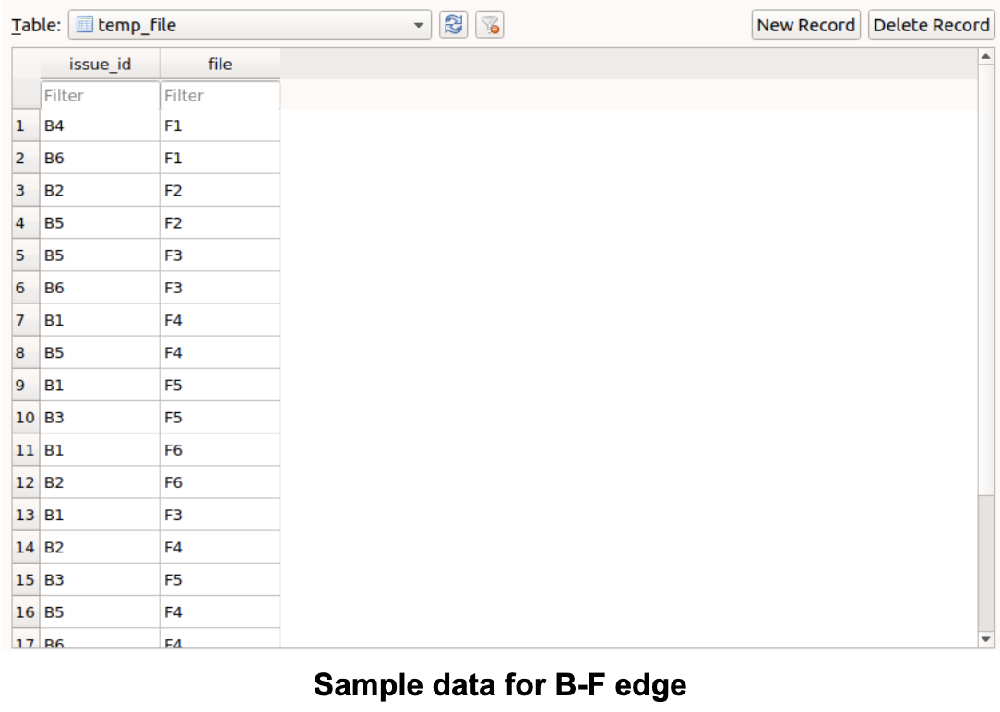 Table: temp_file New Record Delete Record
issue_id file
Filter Filter
1 B4 F1
2 B6 F1
3 B2 F2
4 B5 F2
5 B5 F3
6 B6 F3
7 B1 F4
8 B5 F4
9 B1 F5
10 B3 F5
11 B1 F6
12 B2 F6
13 B1 F3
14 B2 F4
15 B3 F5
16 B5 F4
17 B6 F4
Sample data for B-F edge